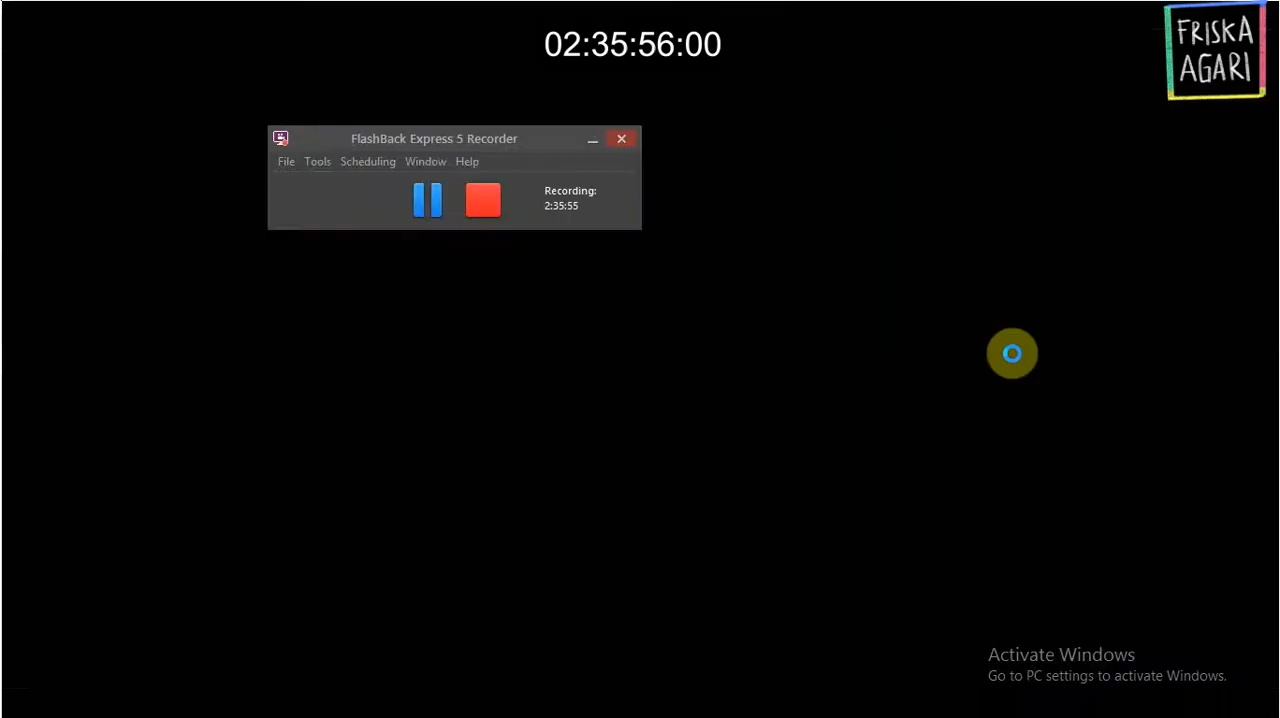 02:35:56:00
FRISKA
AGARI
FlashBack Express 5 Recorder
File Tools Scheduling Window Help
Recording:
2:35:55
Activate Windows
Go to PC settings to activate Windows.